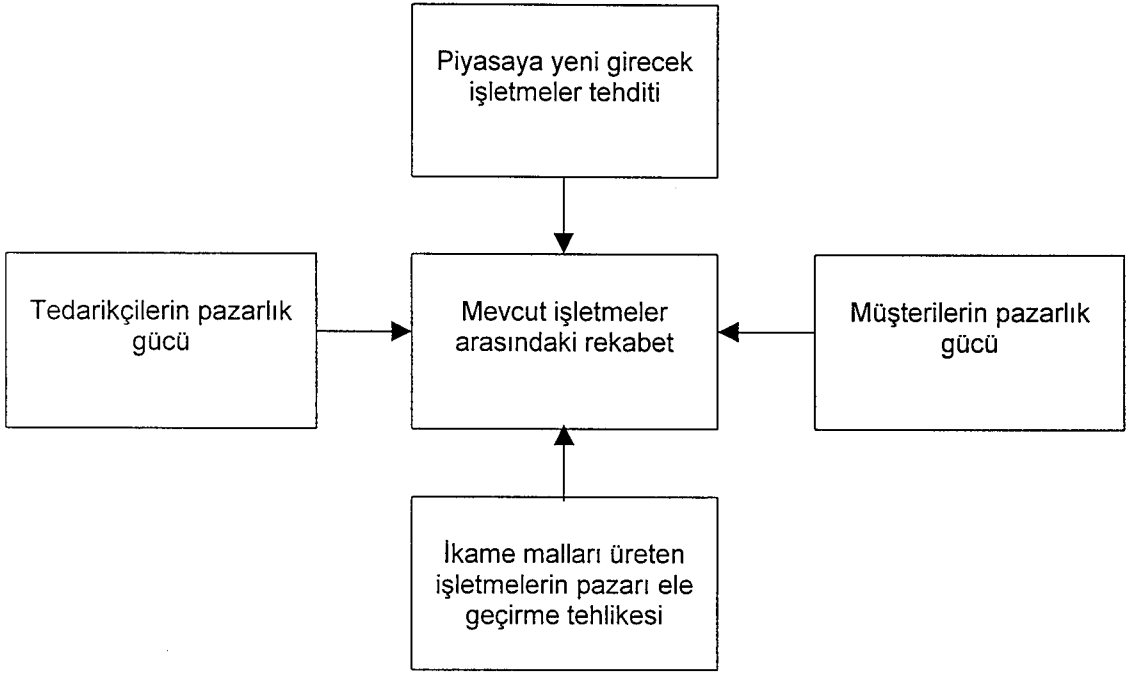 Piyasaya yeni girecek
işletmeler tehditi
Tedarikçilerin pazarlık
gücü
Mevcut işletmeler
arasındaki rekabet
Müşterilerin pazarlık
gücü
İkame malları üreten
işletmelerin pazarı ele
geçirme tehlikesi